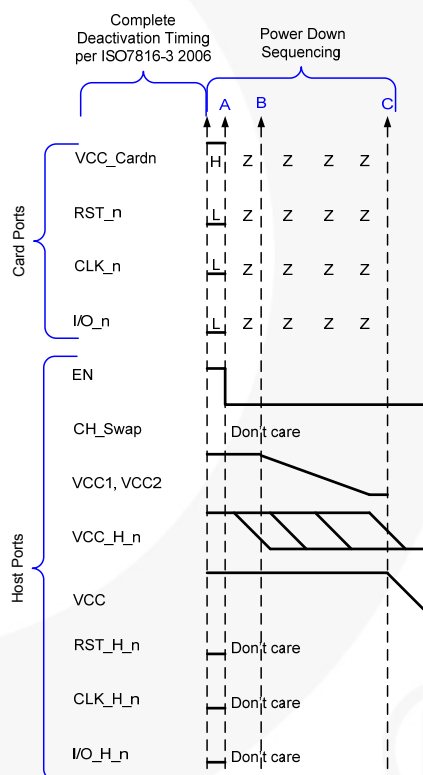 Complete
Deactivation Timing
per ISO7816-3 2006
Power Down
Sequencing
A B C
Card Ports
VCC_Cardn H Z Z Z Z
RST_n L Z Z Z Z
CLK_n L Z Z Z Z
I/O_n L Z Z Z Z
Host Ports
EN
CH_Swap Don't care
VCC1, VCC2
VCC_H_n
VCC
RST_H_n Don't care
CLK_H_n Don't care
I/O_H_n Don't care